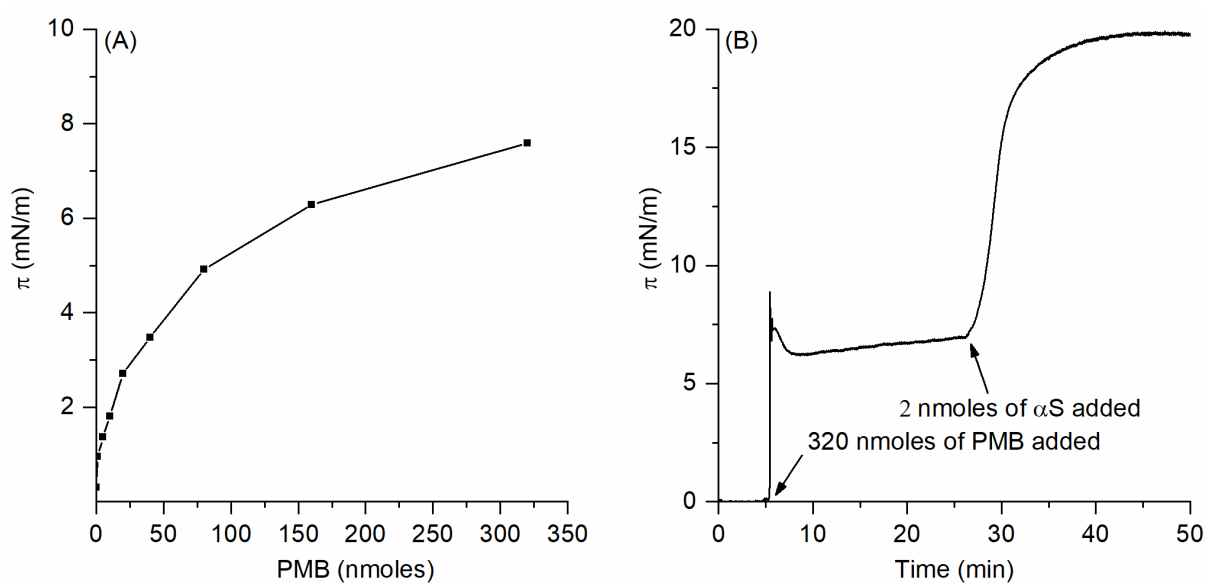 (A)
10
8
6
4
2
π (mN/m)
0 50 100 150 200 250 300 350
PMB (nmoles)
(B)
20
15
10
5
0
π (mN/m)
2 nmoles of αS added
320 nmoles of PMB added
0 10 20 30 40 50
Time (min)